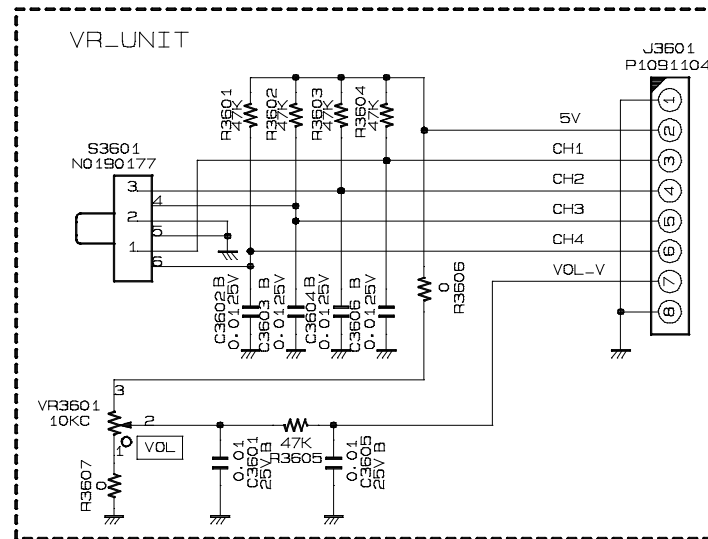 VR_UNIT
J3601
P1091104
R3601
47K
R3602
47K
R3603
47K
R3604
47K
S3601
N0190177
3
4
2
5
1
6
5V
CH1
CH2
CH3
CH4
VOL_V
1
2
3
4
5
6
7
8
C3602 B
0.01 25V
C3603 B
0.01 25V
C3604 B
0.01 25V
C3606 B
0.01 25V
0
R3606
3
VR3601
10KC
2
1
VOL
R3607
0
0.01
C3601
25V B
47K
R3605
0.01
C3605
25V B